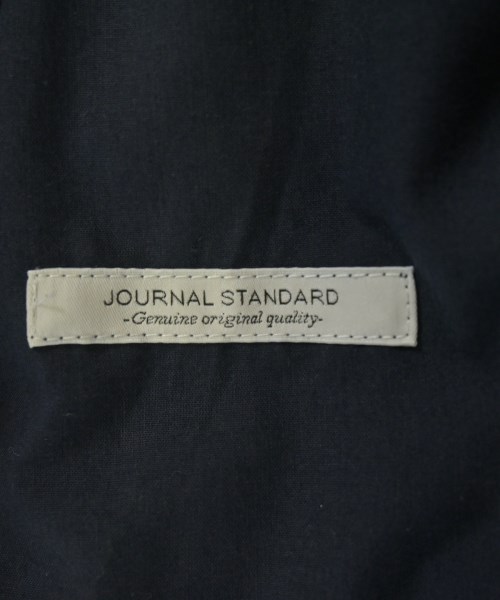 JOURNAL STANDARD
-Genuine original quality-